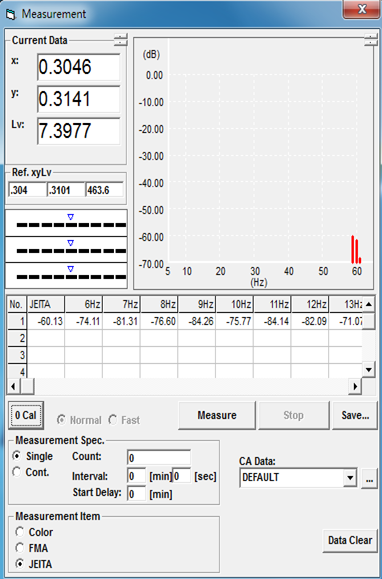 Measurement
Current Data
x: 0.3046
y: 0.3141
Lv: 7.3977
Ref. xyLv
.304 .3101 463.6
(dB)
0.00
-10.00
-20.00
-30.00
-40.00
-50.00
-60.00
-70.00
5 10 20 30 40 50 60
(Hz)
No. JEITA 6Hz 7Hz 8Hz 9Hz 10Hz 11Hz 12Hz 13Hz
1 -60.13 -74.11 -81.31 -76.60 -84.26 -75.77 -84.14 -82.09 -71.07
2
3
4
0 Cal Normal Fast Measure Stop Save...
Measurement Spec.
Single Count: 0
Cont. Interval: 0 [min] 0 [sec]
Start Delay: 0 [min]
CA Data:
DEFAULT ...
Measurement Item
Color
FMA
JEITA
Data Clear